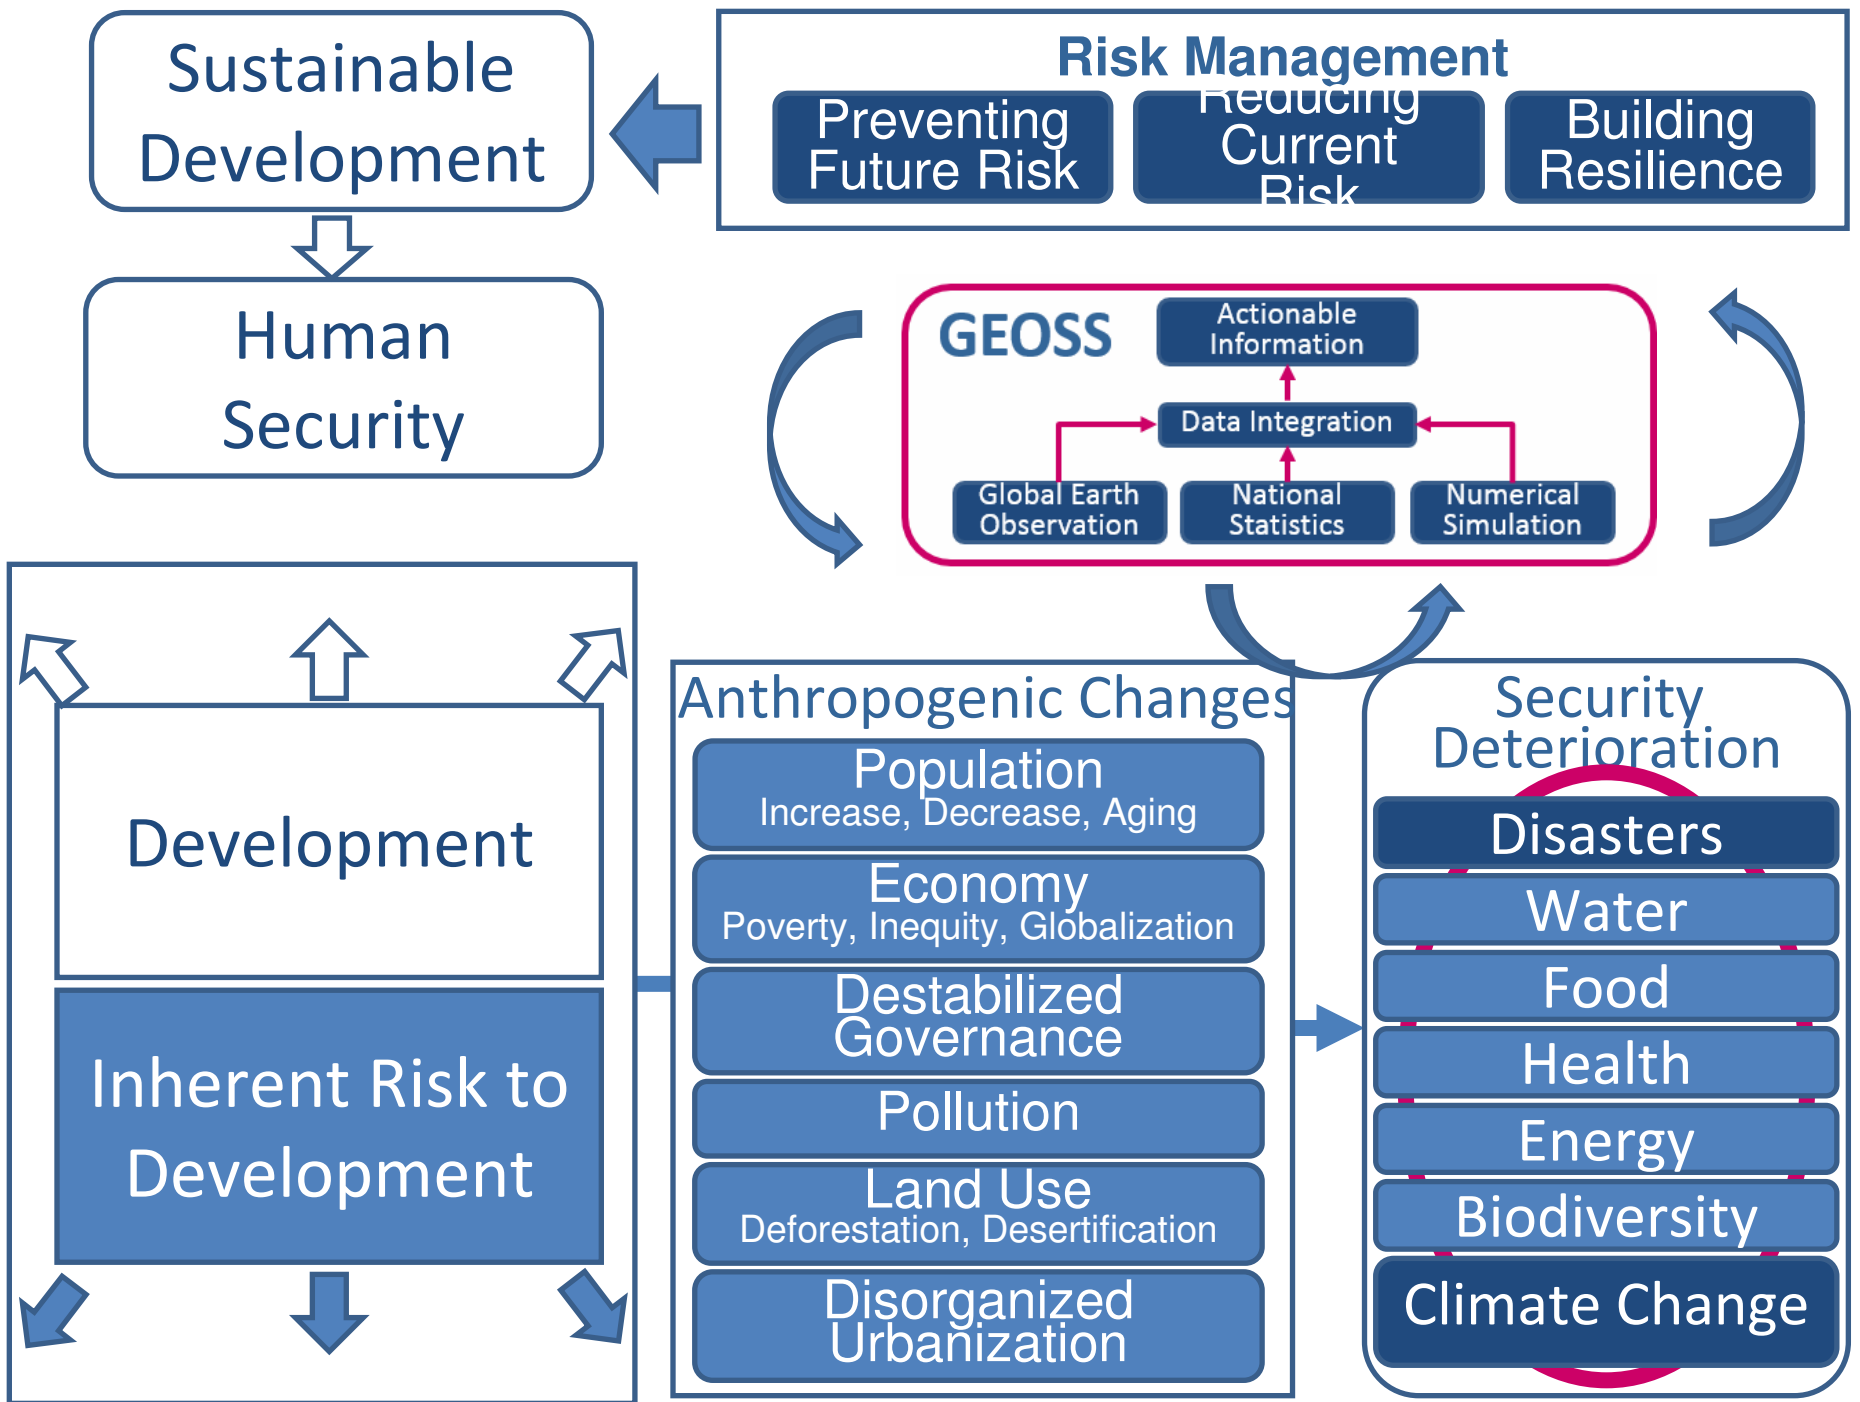 Sustainable
Development
Human
Security
Risk Management
Preventing
Future Risk
Reducing
Current
Risk
Building
Resilience
GEOSS
Actionable
Information
Data Integration
Global Earth
Observation
National
Statistics
Numerical
Simulation
Development
Inherent Risk to
Development
Anthropogenic Changes
Population
Increase, Decrease, Aging
Economy
Poverty, Inequity, Globalization
Destabilized
Governance
Pollution
Land Use
Deforestation, Desertification
Disorganized
Urbanization
Security
Deterioration
Disasters
Water
Food
Health
Energy
Biodiversity
Climate Change